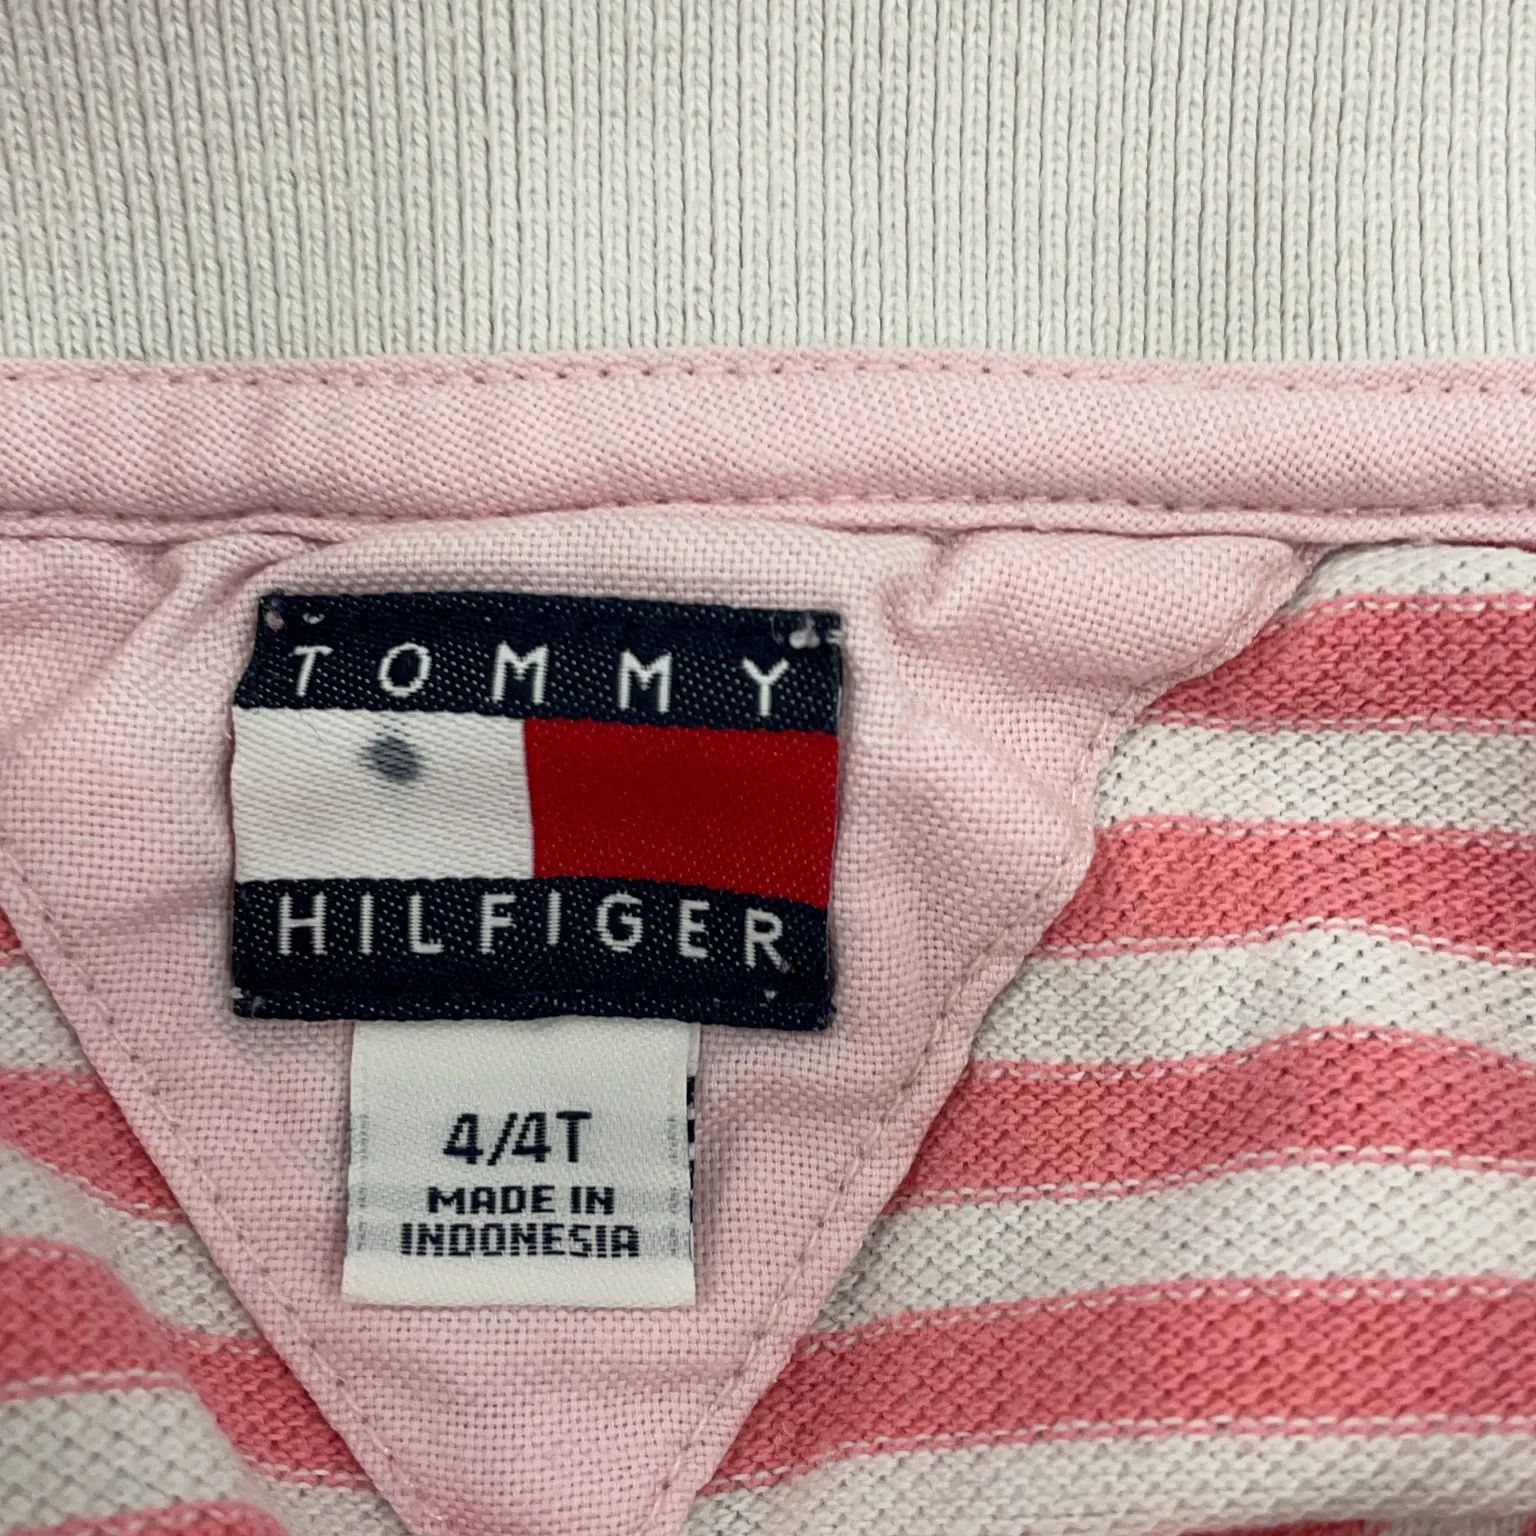 TOMMY
HILFIGER
4/4T
MADE IN
INDONESIA